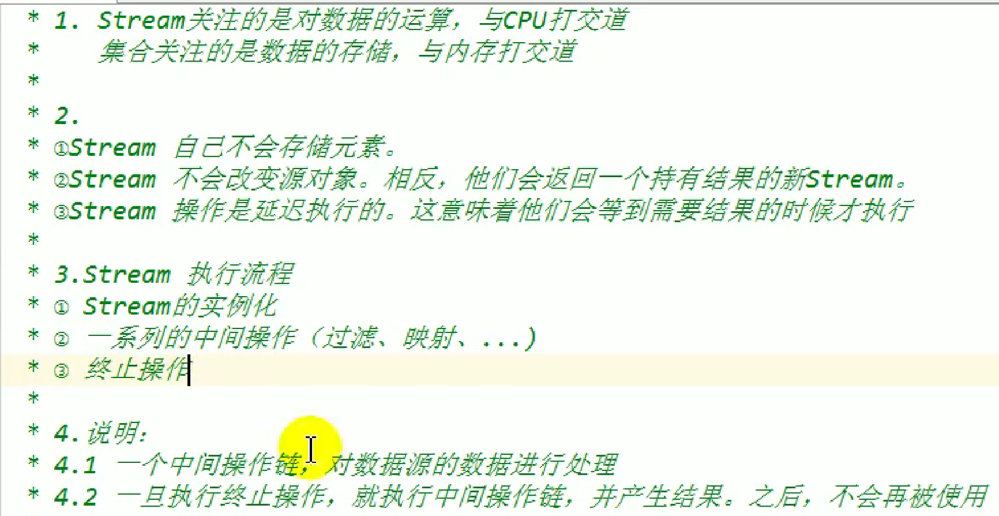 * 1. Stream关注的是对数据的运算，与CPU打交道
* 集合关注的是数据的存储，与内存打交道
*
* 2.
* ①Stream 自己不会存储元素。
* ②Stream 不会改变源对象。相反，他们会返回一个持有结果的新Stream。
* ③Stream 操作是延迟执行的。这意味着他们会等到需要结果的时候才执行
*
* 3.Stream 执行流程
* ① Stream的实例化
* ② 一系列的中间操作（过滤、映射、...)
* ③ 终止操作
*
* 4.说明：
* 4.1 一个中间操作链，对数据源的数据进行处理
* 4.2 一旦执行终止操作，就执行中间操作链，并产生结果。之后，不会再被使用